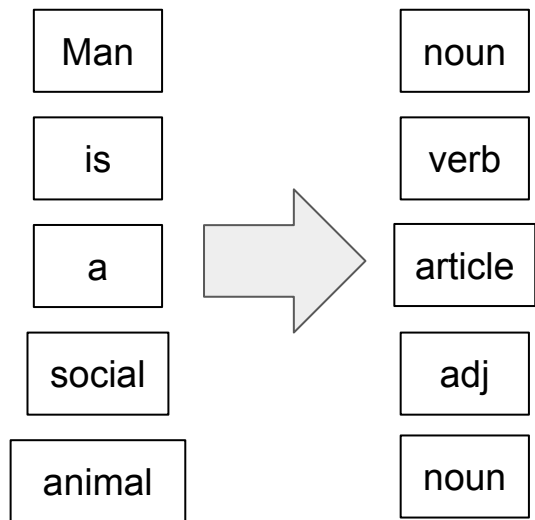 Man
noun
is
verb
a
article
social
adj
animal
noun